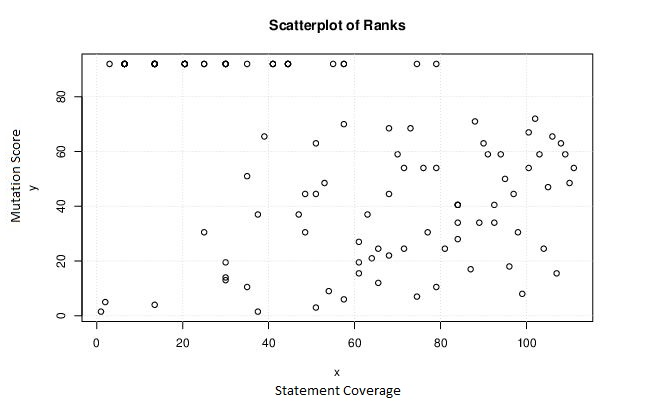 Scatterplot of Ranks
Mutation Score
y
80
60
40
20
0
0 20 40 60 80 100
x
Statement Coverage